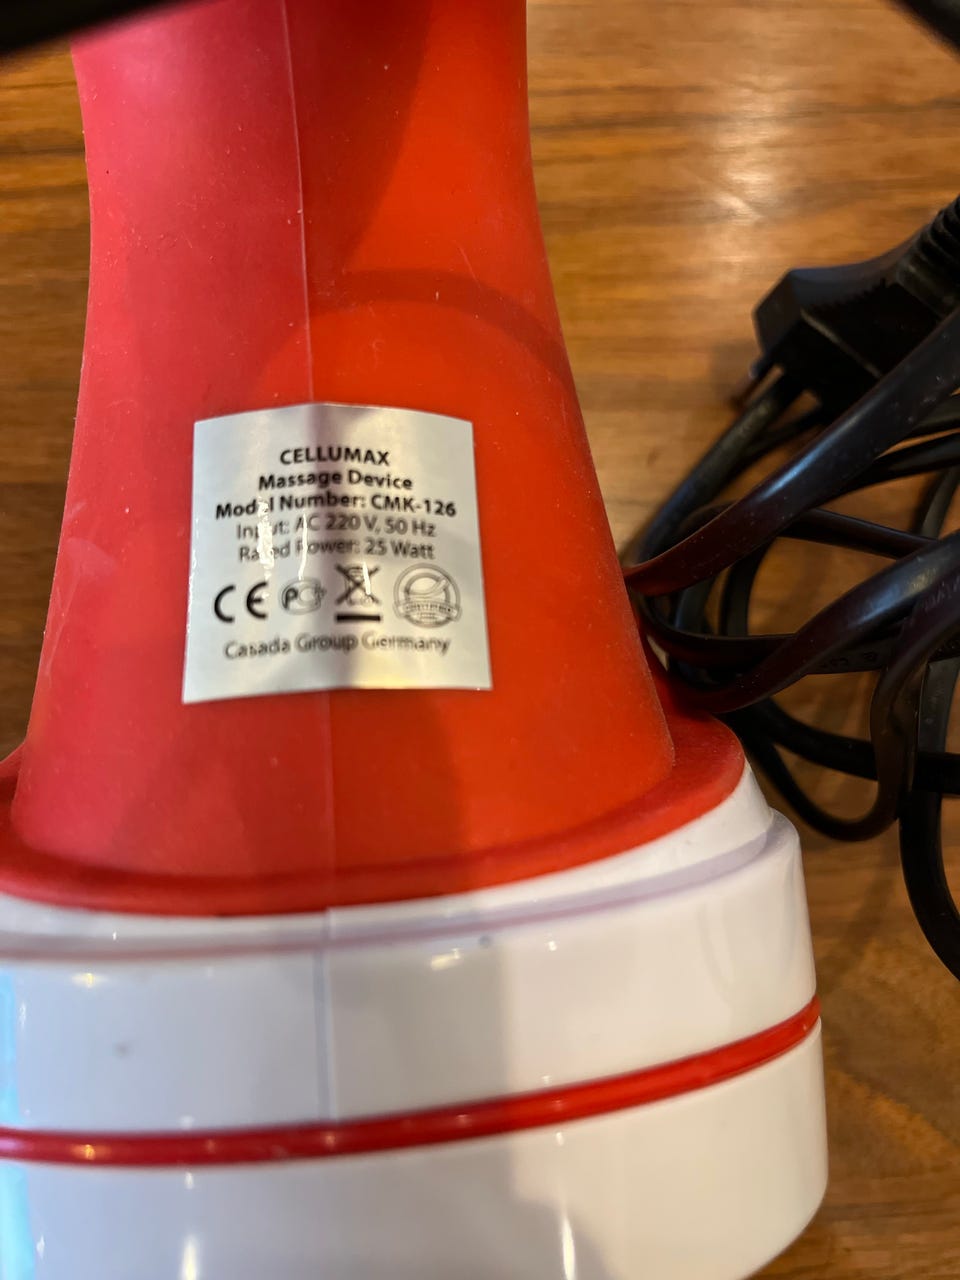 CELLUMAX
Massage Device
Model Number: CMK-126
Input: AC 220 V, 50 Hz
Rated Power: 25 Watt
CE
Casada Group Germany